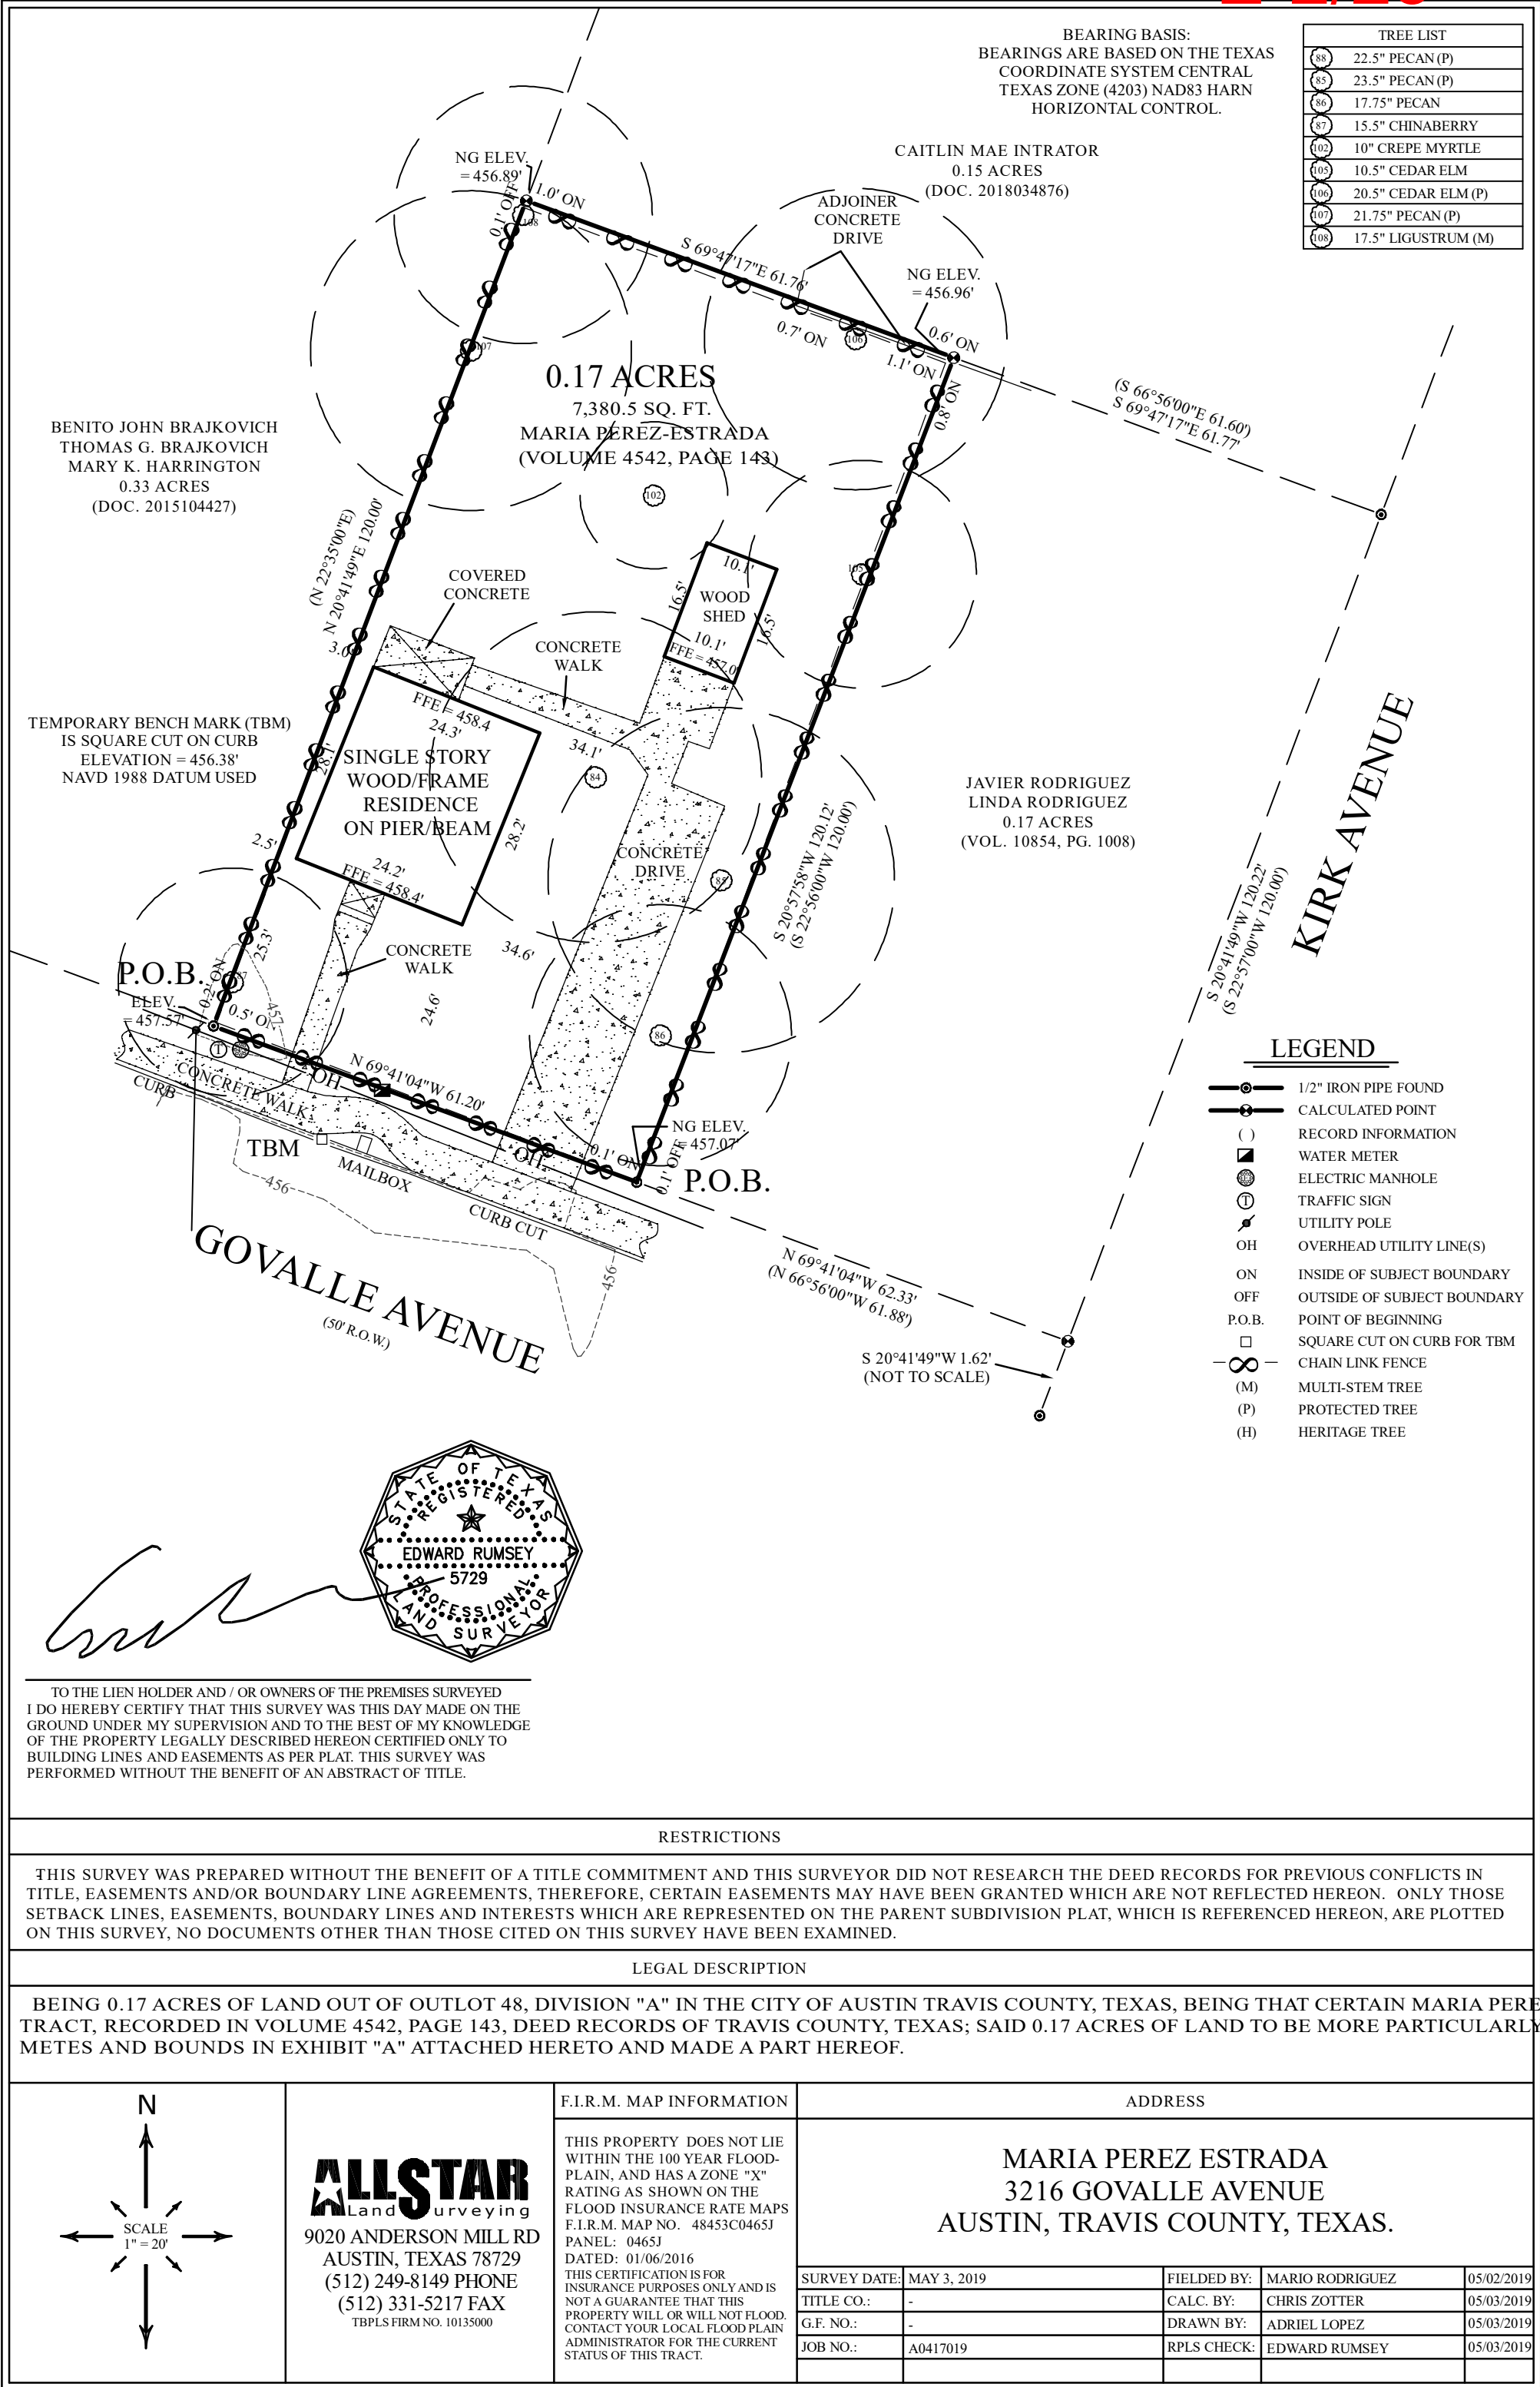 BEARING BASIS:
BEARINGS ARE BASED ON THE TEXAS
COORDINATE SYSTEM CENTRAL
TEXAS ZONE (4203) NAD83 HARN
HORIZONTAL CONTROL.
TREE LIST
88 22.5" PECAN (P)
85 23.5" PECAN (P)
86 17.75" PECAN
87 15.5" CHINABERRY
102 10" CREPE MYRTLE
105 10.5" CEDAR ELM
106 20.5" CEDAR ELM (P)
107 21.75" PECAN (P)
108 17.5" LIGUSTRUM (M)
CAITLIN MAE INTRATOR
0.15 ACRES
(DOC. 2018034876)
NG ELEV.
= 456.89'
0.1' OFF
1.0' ON
108
ADJOINER
CONCRETE
DRIVE
S 69°47'17"E 61.76'
NG ELEV.
= 456.96'
0.7' ON
106
0.6' ON
1.1' ON
0.8' ON
107
0.17 ACRES
7,380.5 SQ. FT.
MARIA PEREZ-ESTRADA
(VOLUME 4542, PAGE 143)
102
(S 66°56'00"E 61.60')
S 69°47'17"E 61.77'
BENITO JOHN BRAJKOVICH
THOMAS G. BRAJKOVICH
MARY K. HARRINGTON
0.33 ACRES
(DOC. 2015104427)
(N 22°35'00"E)
N 20°41'49"E 120.00'
COVERED
CONCRETE
10.1'
16.5'
WOOD
SHED
16.5'
10.1'
FFE = 457.0
105
3.0'
CONCRETE
WALK
TEMPORARY BENCH MARK (TBM)
IS SQUARE CUT ON CURB
ELEVATION = 456.38'
NAVD 1988 DATUM USED
FFE = 458.4
24.3'
28.1'
SINGLE STORY
WOOD/FRAME
RESIDENCE
ON PIER/BEAM
34.1'
84
28.2'
24.2'
FFE = 458.4'
2.5'
CONCRETE
DRIVE
85
JAVIER RODRIGUEZ
LINDA RODRIGUEZ
0.17 ACRES
(VOL. 10854, PG. 1008)
S 20°57'58"W 120.12'
(S 22°56'00"W 120.00')
S 20°41'49"W 120.22'
(S 22°57'00"W 120.00')
KIRK AVENUE
25.3'
CONCRETE
WALK
34.6'
24.6'
86
P.O.B.
ELEV.
= 457.57'
0.2' ON
0.5' ON
457
T
OH
N 69°41'04"W 61.20'
CURB
CONCRETE WALK
TBM
MAILBOX
OH
0.1' ON
0.1' OFF
NG ELEV.
= 457.07'
P.O.B.
456
CURB CUT
456
GOVALLE AVENUE
(50' R.O.W.)
N 69°41'04"W 62.33'
(N 66°56'00"W 61.88')
S 20°41'49"W 1.62'
(NOT TO SCALE)
LEGEND
1/2" IRON PIPE FOUND
CALCULATED POINT
( ) RECORD INFORMATION
WATER METER
ELECTRIC MANHOLE
T TRAFFIC SIGN
UTILITY POLE
OH OVERHEAD UTILITY LINE(S)
ON INSIDE OF SUBJECT BOUNDARY
OFF OUTSIDE OF SUBJECT BOUNDARY
P.O.B. POINT OF BEGINNING
SQUARE CUT ON CURB FOR TBM
CHAIN LINK FENCE
(M) MULTI-STEM TREE
(P) PROTECTED TREE
(H) HERITAGE TREE
STATE OF TEXAS
REGISTERED
EDWARD RUMSEY
5729
PROFESSIONAL
LAND SURVEYOR
TO THE LIEN HOLDER AND / OR OWNERS OF THE PREMISES SURVEYED
I DO HEREBY CERTIFY THAT THIS SURVEY WAS THIS DAY MADE ON THE
GROUND UNDER MY SUPERVISION AND TO THE BEST OF MY KNOWLEDGE
OF THE PROPERTY LEGALLY DESCRIBED HEREON CERTIFIED ONLY TO
BUILDING LINES AND EASEMENTS AS PER PLAT. THIS SURVEY WAS
PERFORMED WITHOUT THE BENEFIT OF AN ABSTRACT OF TITLE.
RESTRICTIONS
THIS SURVEY WAS PREPARED WITHOUT THE BENEFIT OF A TITLE COMMITMENT AND THIS SURVEYOR DID NOT RESEARCH THE DEED RECORDS FOR PREVIOUS CONFLICTS IN
TITLE, EASEMENTS AND/OR BOUNDARY LINE AGREEMENTS, THEREFORE, CERTAIN EASEMENTS MAY HAVE BEEN GRANTED WHICH ARE NOT REFLECTED HEREON. ONLY THOSE
SETBACK LINES, EASEMENTS, BOUNDARY LINES AND INTERESTS WHICH ARE REPRESENTED ON THE PARENT SUBDIVISION PLAT, WHICH IS REFERENCED HEREON, ARE PLOTTED
ON THIS SURVEY, NO DOCUMENTS OTHER THAN THOSE CITED ON THIS SURVEY HAVE BEEN EXAMINED.
LEGAL DESCRIPTION
BEING 0.17 ACRES OF LAND OUT OF OUTLOT 48, DIVISION "A" IN THE CITY OF AUSTIN TRAVIS COUNTY, TEXAS, BEING THAT CERTAIN MARIA PERE
TRACT, RECORDED IN VOLUME 4542, PAGE 143, DEED RECORDS OF TRAVIS COUNTY, TEXAS; SAID 0.17 ACRES OF LAND TO BE MORE PARTICULARLY
METES AND BOUNDS IN EXHIBIT "A" ATTACHED HERETO AND MADE A PART HEREOF.
N
SCALE
1" = 20'
ALLSTAR
Land Surveying
9020 ANDERSON MILL RD
AUSTIN, TEXAS 78729
(512) 249-8149 PHONE
(512) 331-5217 FAX
TBPLS FIRM NO. 10135000
F.I.R.M. MAP INFORMATION
THIS PROPERTY DOES NOT LIE
WITHIN THE 100 YEAR FLOOD-
PLAIN, AND HAS A ZONE "X"
RATING AS SHOWN ON THE
FLOOD INSURANCE RATE MAPS
F.I.R.M. MAP NO. 48453C0465J
PANEL: 0465J
DATED: 01/06/2016
THIS CERTIFICATION IS FOR
INSURANCE PURPOSES ONLY AND IS
NOT A GUARANTEE THAT THIS
PROPERTY WILL OR WILL NOT FLOOD.
CONTACT YOUR LOCAL FLOOD PLAIN
ADMINISTRATOR FOR THE CURRENT
STATUS OF THIS TRACT.
ADDRESS
MARIA PEREZ ESTRADA
3216 GOVALLE AVENUE
AUSTIN, TRAVIS COUNTY, TEXAS.
SURVEY DATE: MAY 3, 2019 FIELDED BY: MARIO RODRIGUEZ 05/02/2019
TITLE CO.: - CALC. BY: CHRIS ZOTTER 05/03/2019
G.F. NO.: - DRAWN BY: ADRIEL LOPEZ 05/03/2019
JOB NO.: A0417019 RPLS CHECK: EDWARD RUMSEY 05/03/2019